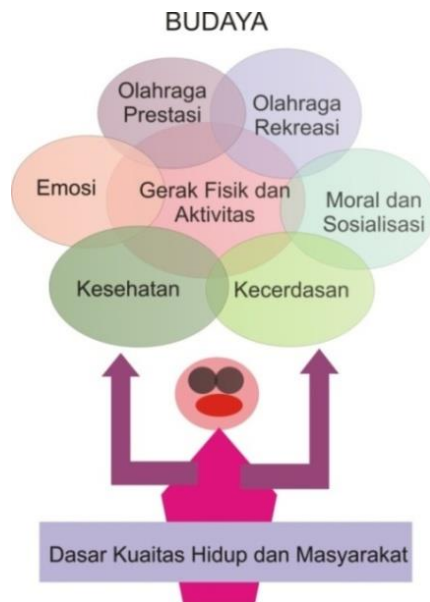 BUDAYA
Olahraga
Prestasi
Olahraga
Rekreasi
Emosi
Gerak Fisik dan
Aktivitas
Moral dan
Sosialisasi
Kesehatan
Kecerdasan
Dasar Kuaitas Hidup dan Masyarakat